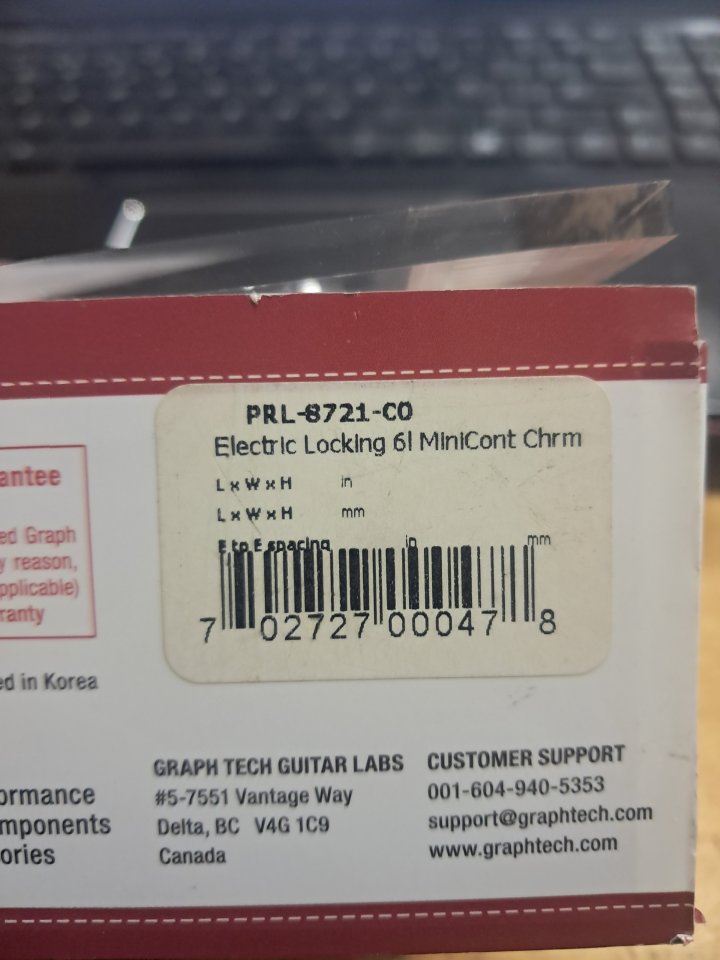 PRL-8721-C0
Electric Locking 6l MiniCont Chrm
L x W x H in
L x W x H mm
E to E spacing in mm
7 02727 00047 8
antee
ed Graph
y reason,
pplicable)
ranty
ed in Korea
ormance
mponents
ories
GRAPH TECH GUITAR LABS
#5-7551 Vantage Way
Delta, BC V4G 1C9
Canada
CUSTOMER SUPPORT
001-604-940-5353
support@graphtech.com
www.graphtech.com